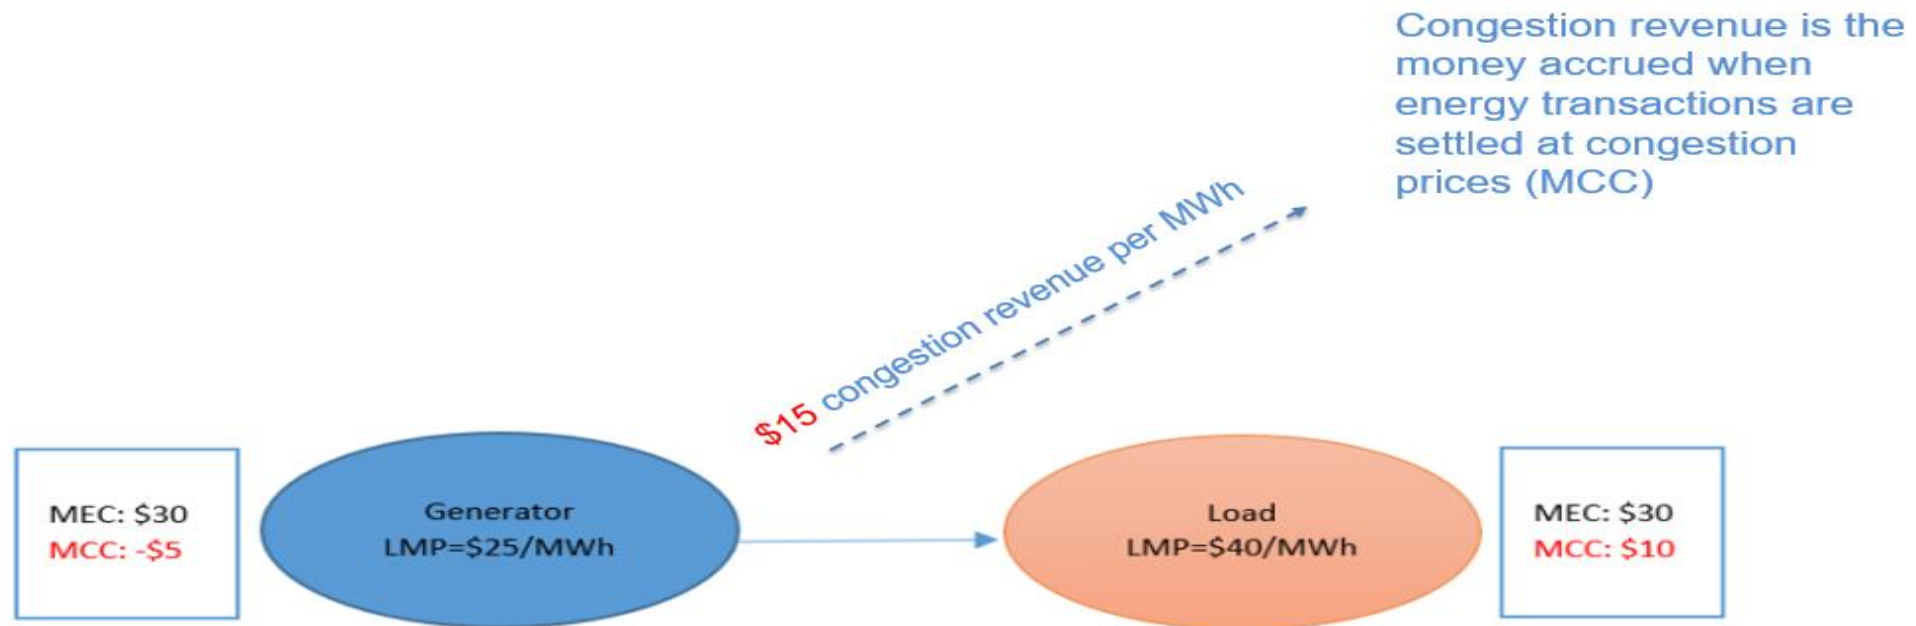 Congestion revenue is the
money accrued when
energy transactions are
settled at congestion
prices (MCC)
$15 congestion revenue per MWh
MEC: $30
MCC: -$5
Generator
LMP=$25/MWh
Load
LMP=$40/MWh
MEC: $30
MCC: $10